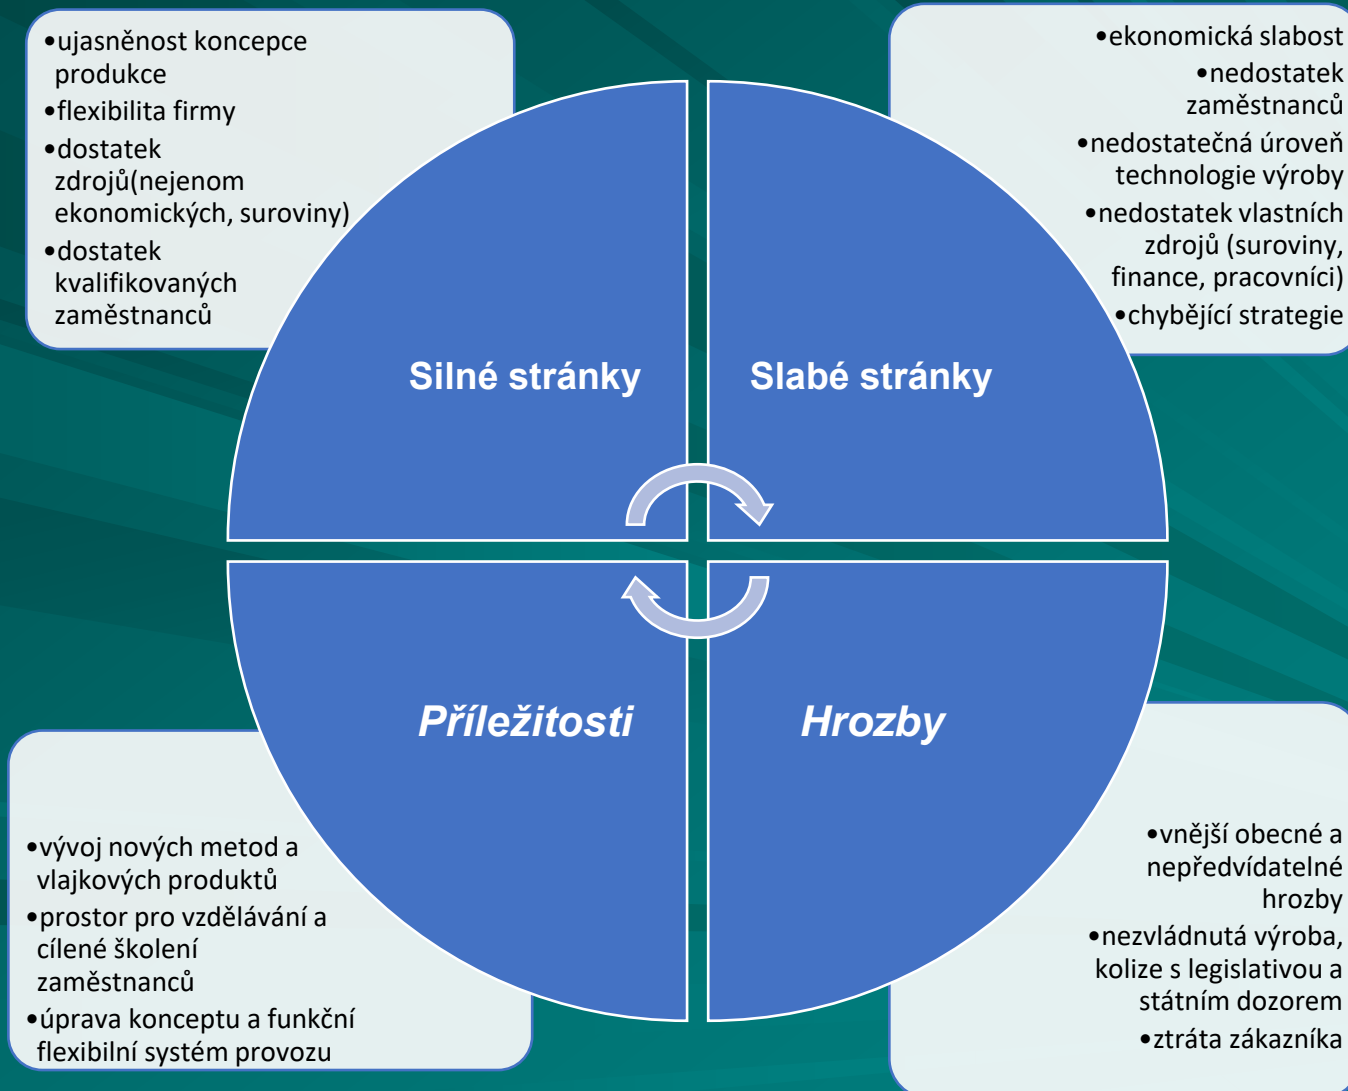 •ujasněnost koncepce
produkce
•flexibilita firmy
•dostatek
zdrojů(nejenom
ekonomických, suroviny)
•dostatek
kvalifikovaných
zaměstnanců
•ekonomická slabost
•nedostatek
zaměstnanců
•nedostatečná úroveň
technologie výroby
•nedostatek vlastních
zdrojů (suroviny,
finance, pracovníci)
•chybějící strategie
Silné stránky
Slabé stránky
Příležitosti
Hrozby
•vývoj nových metod a
vlajkových produktů
•prostor pro vzdělávání a
cílené školení
zaměstnanců
•úprava konceptu a funkční
flexibilní systém provozu
•vnější obecné a
nepředvídatelné
hrozby
•nezvládnutá výroba,
kolize s legislativou a
státním dozorem
•ztráta zákazníka